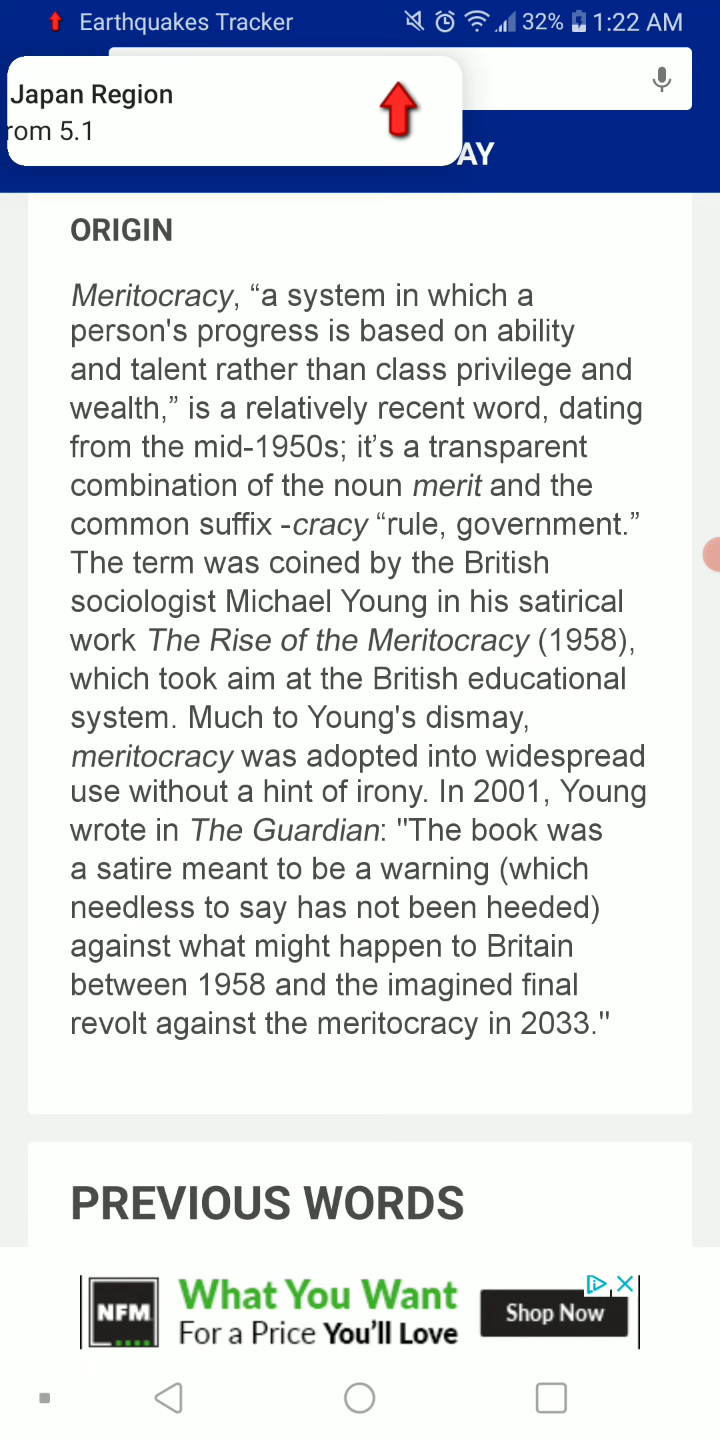 Earthquakes Tracker 32% 1:22 AM
Japan Region
rom 5.1
AY
ORIGIN
Meritocracy, “a system in which a
person's progress is based on ability
and talent rather than class privilege and
wealth,” is a relatively recent word, dating
from the mid-1950s; it’s a transparent
combination of the noun merit and the
common suffix -cracy “rule, government.”
The term was coined by the British
sociologist Michael Young in his satirical
work The Rise of the Meritocracy (1958),
which took aim at the British educational
system. Much to Young's dismay,
meritocracy was adopted into widespread
use without a hint of irony. In 2001, Young
wrote in The Guardian: "The book was
a satire meant to be a warning (which
needless to say has not been heeded)
against what might happen to Britain
between 1958 and the imagined final
revolt against the meritocracy in 2033."
PREVIOUS WORDS
NFM
What You Want
For a Price You’ll Love
Shop Now